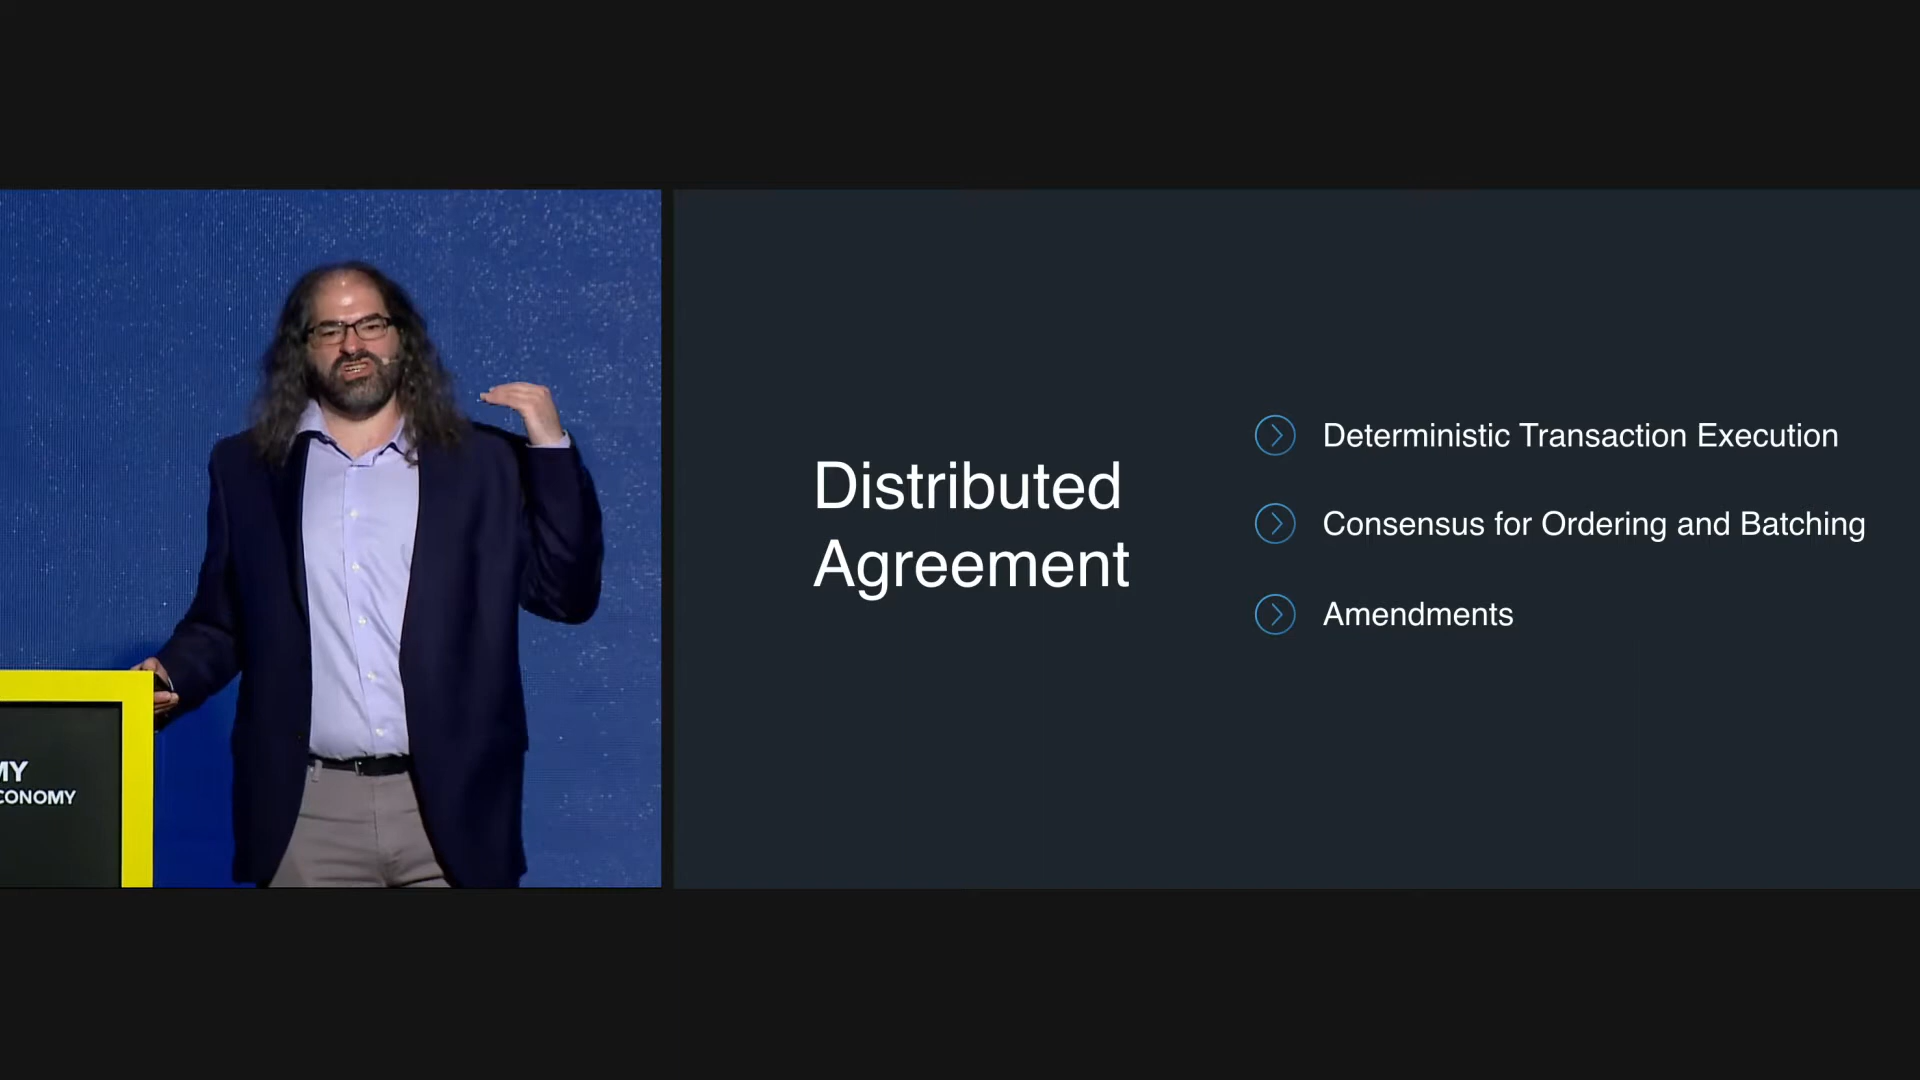 Distributed
Agreement
Deterministic Transaction Execution
Consensus for Ordering and Batching
Amendments
MY
CONOMY